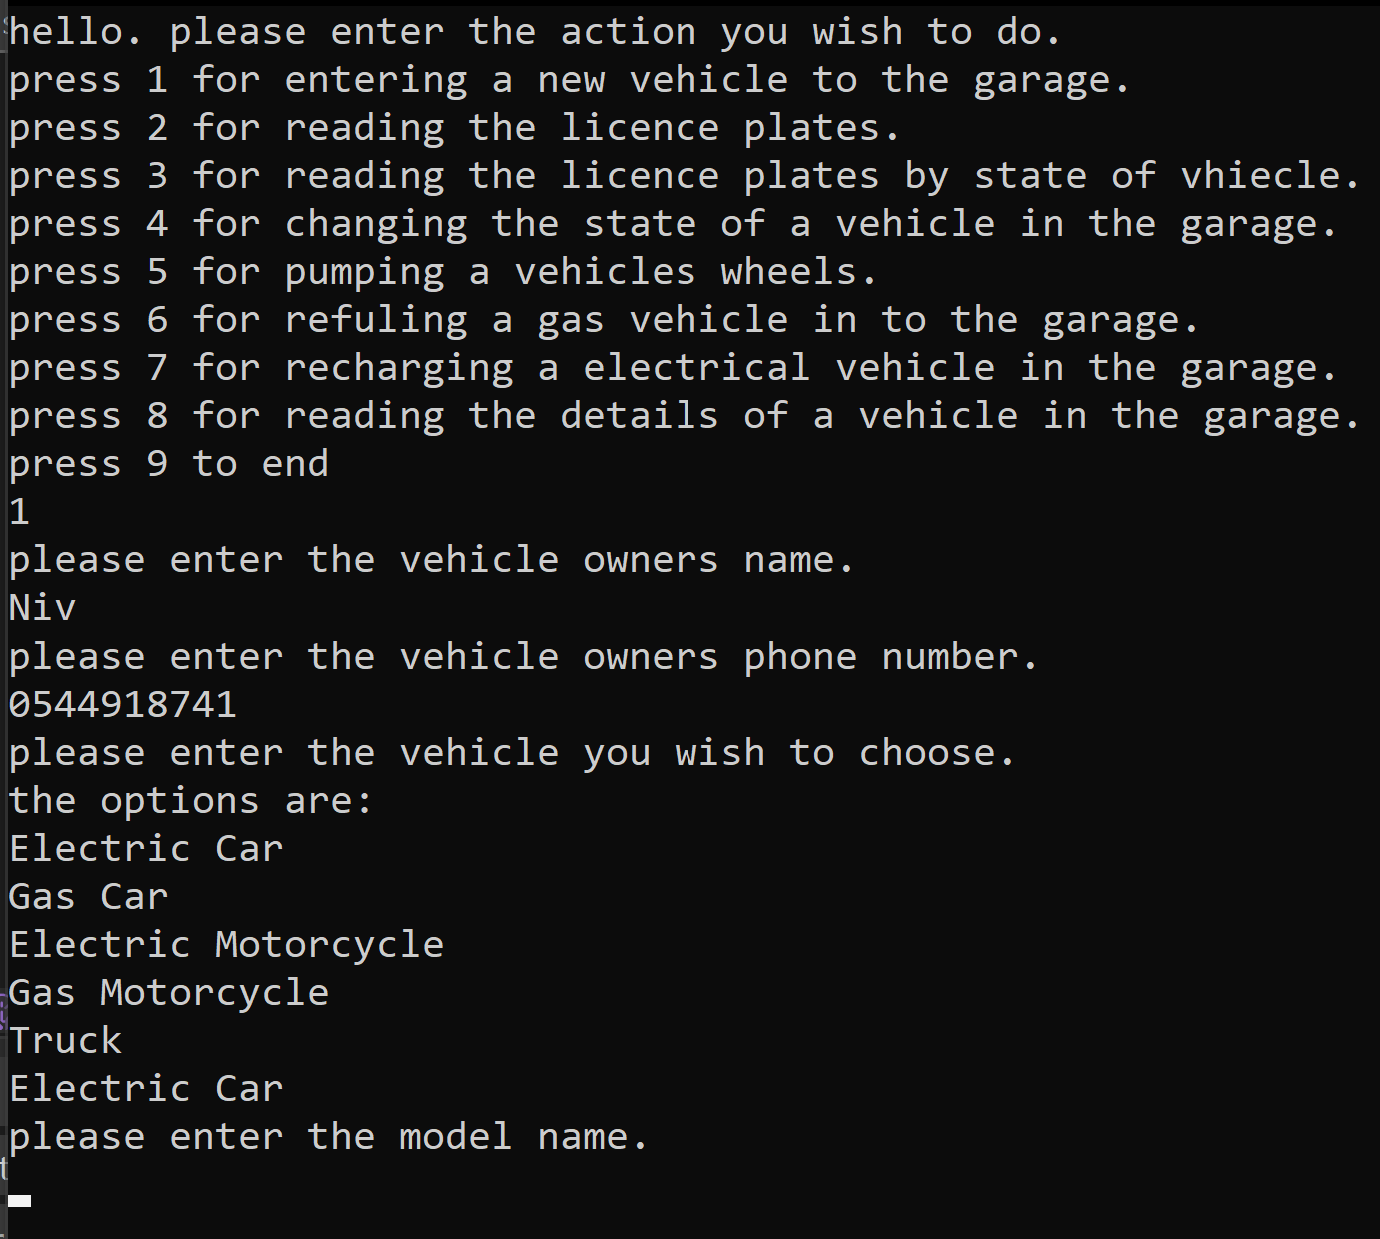 hello. please enter the action you wish to do.
press 1 for entering a new vehicle to the garage.
press 2 for reading the licence plates.
press 3 for reading the licence plates by state of vhiecle.
press 4 for changing the state of a vehicle in the garage.
press 5 for pumping a vehicles wheels.
press 6 for refuling a gas vehicle in to the garage.
press 7 for recharging a electrical vehicle in the garage.
press 8 for reading the details of a vehicle in the garage.
press 9 to end
1
please enter the vehicle owners name.
Niv
please enter the vehicle owners phone number.
0544918741
please enter the vehicle you wish to choose.
the options are:
Electric Car
Gas Car
Electric Motorcycle
Gas Motorcycle
Truck
Electric Car
please enter the model name.